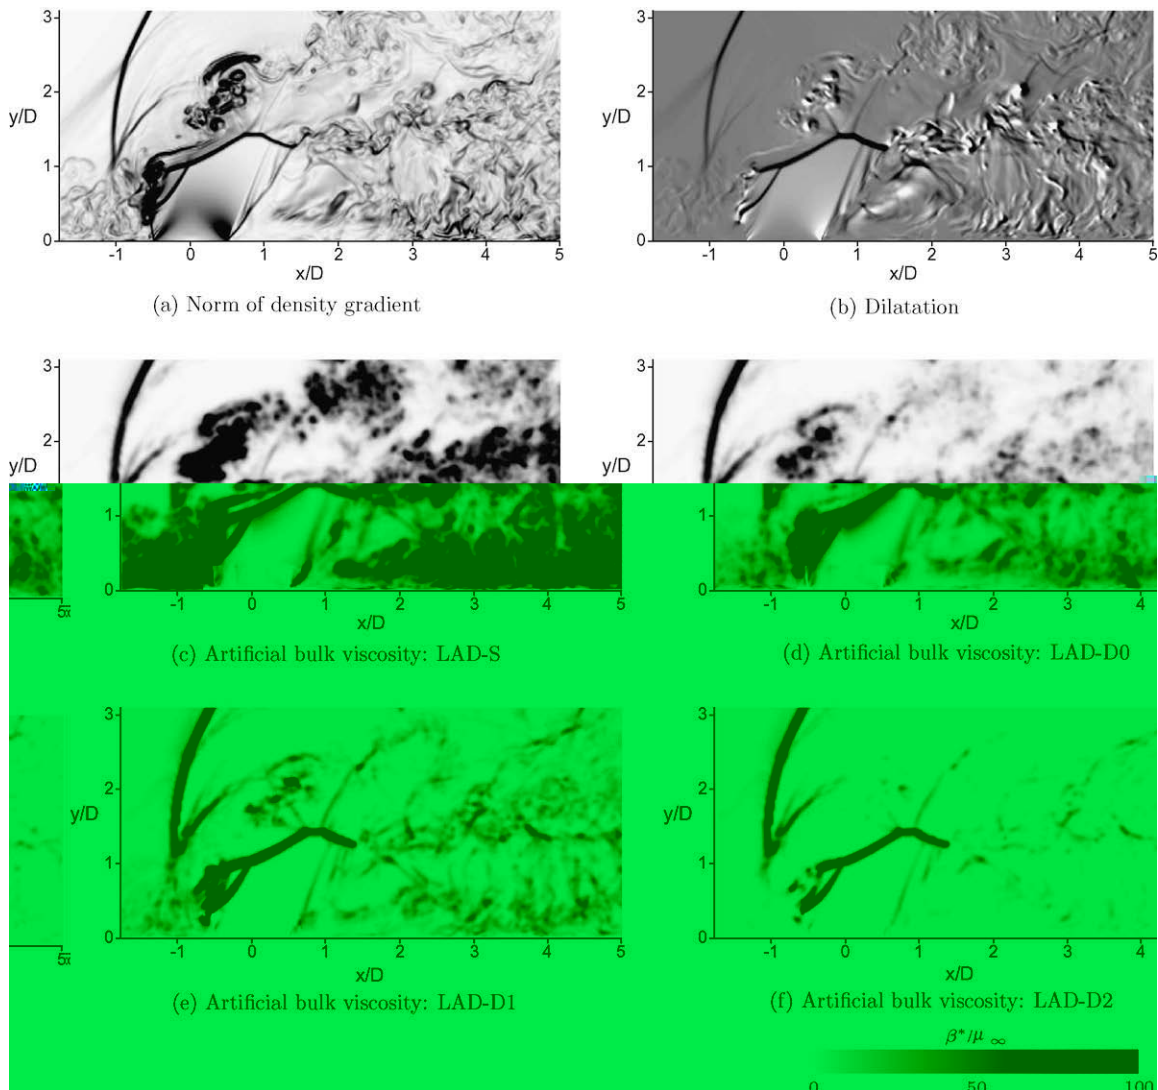 3
2
y/D
1
0
-1 0 1 2 3 4 5
x/D
(a) Norm of density gradient
3
2
y/D
1
0
-1 0 1 2 3 4 5
x/D
(b) Dilatation
3
2
y/D
1
0
-1 0 1 2 3 4 5
x/D
(c) Artificial bulk viscosity: LAD-S
3
2
y/D
1
0
-1 0 1 2 3 4
x/D
(d) Artificial bulk viscosity: LAD-D0
3
2
y/D
1
0
-1 0 1 2 3 4 5
x/D
(e) Artificial bulk viscosity: LAD-D1
3
2
y/D
1
0
-1 0 1 2 3 4
x/D
(f) Artificial bulk viscosity: LAD-D2
β*/μ ∞
0 50 100